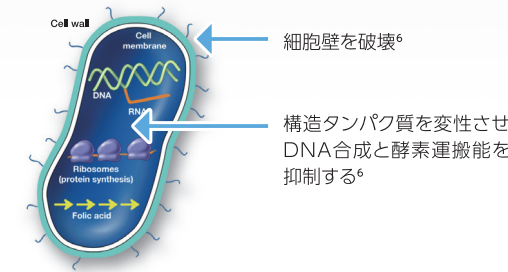 Cell wall
Cell
membrane
細胞壁を破壊⁶
DNA
RNA
構造タンパク質を変性させ
DNA合成と酵素運搬能を
抑制する⁶
Ribosomes
(protein synthesis)
Folic acid